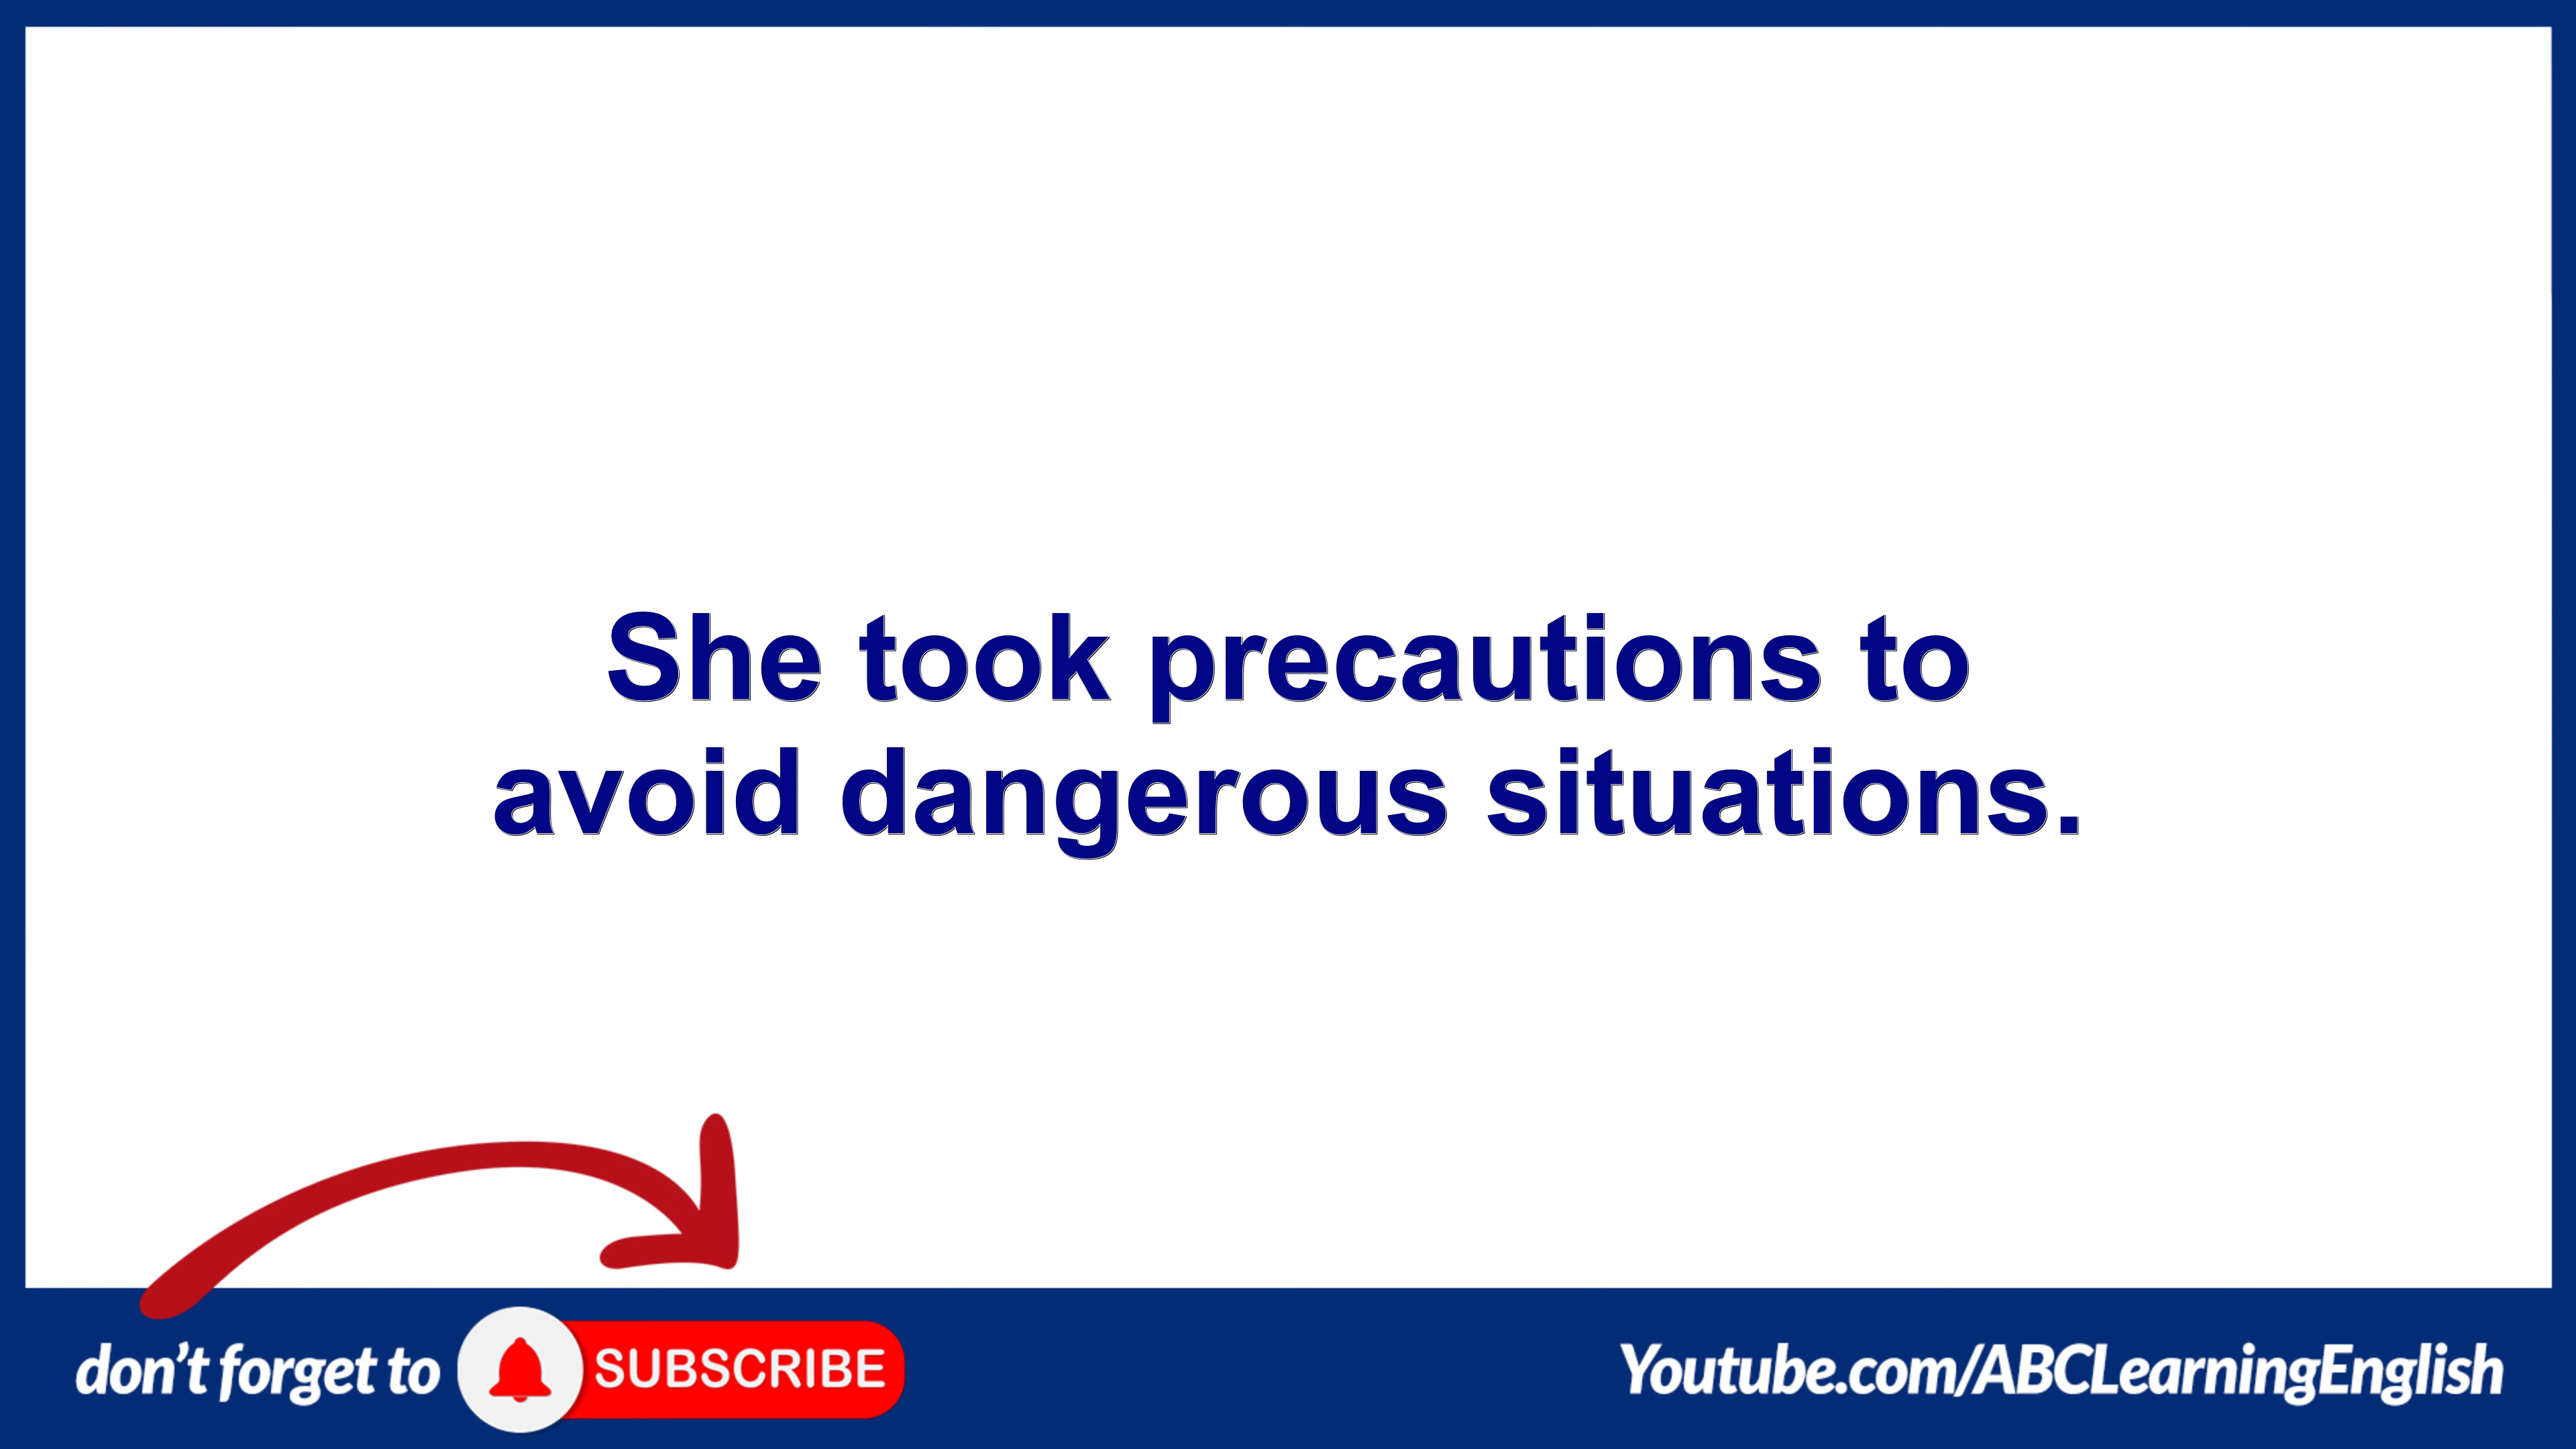 She took precautions to
avoid dangerous situations.
don't forget to SUBSCRIBE
Youtube.com/ABCLearningEnglish